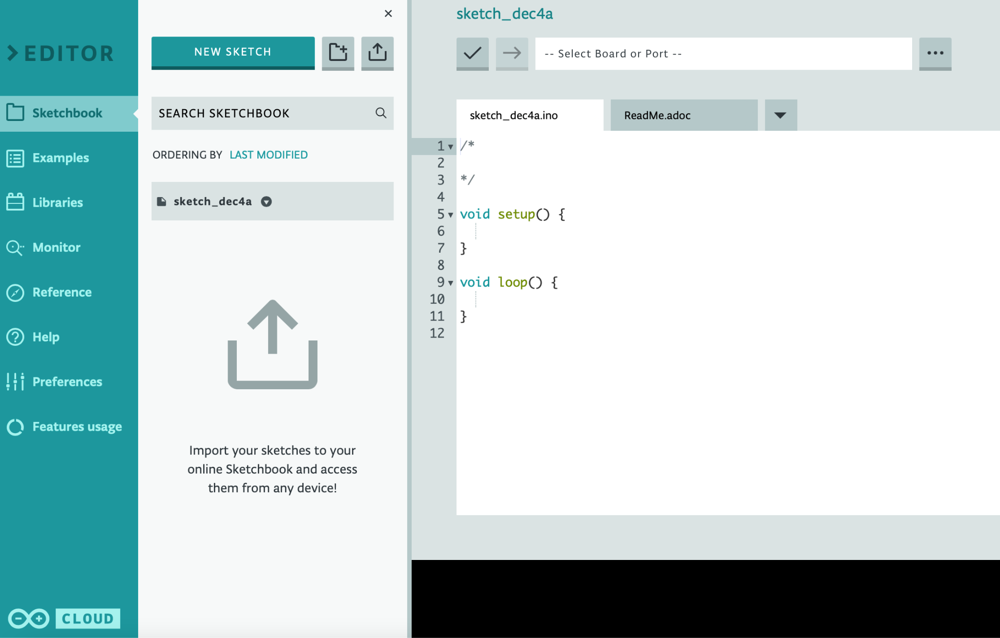 EDITOR
Sketchbook
Examples
Libraries
Monitor
Reference
Help
Preferences
Features usage
CLOUD
NEW SKETCH
SEARCH SKETCHBOOK
ORDERING BY LAST MODIFIED
sketch_dec4a
Import your sketches to your
online Sketchbook and access
them from any device!
sketch_dec4a
-- Select Board or Port --
sketch_dec4a.ino
ReadMe.adoc
1 /*
2
3 */
4
5 void setup() {
6
7 }
8
9 void loop() {
10
11 }
12